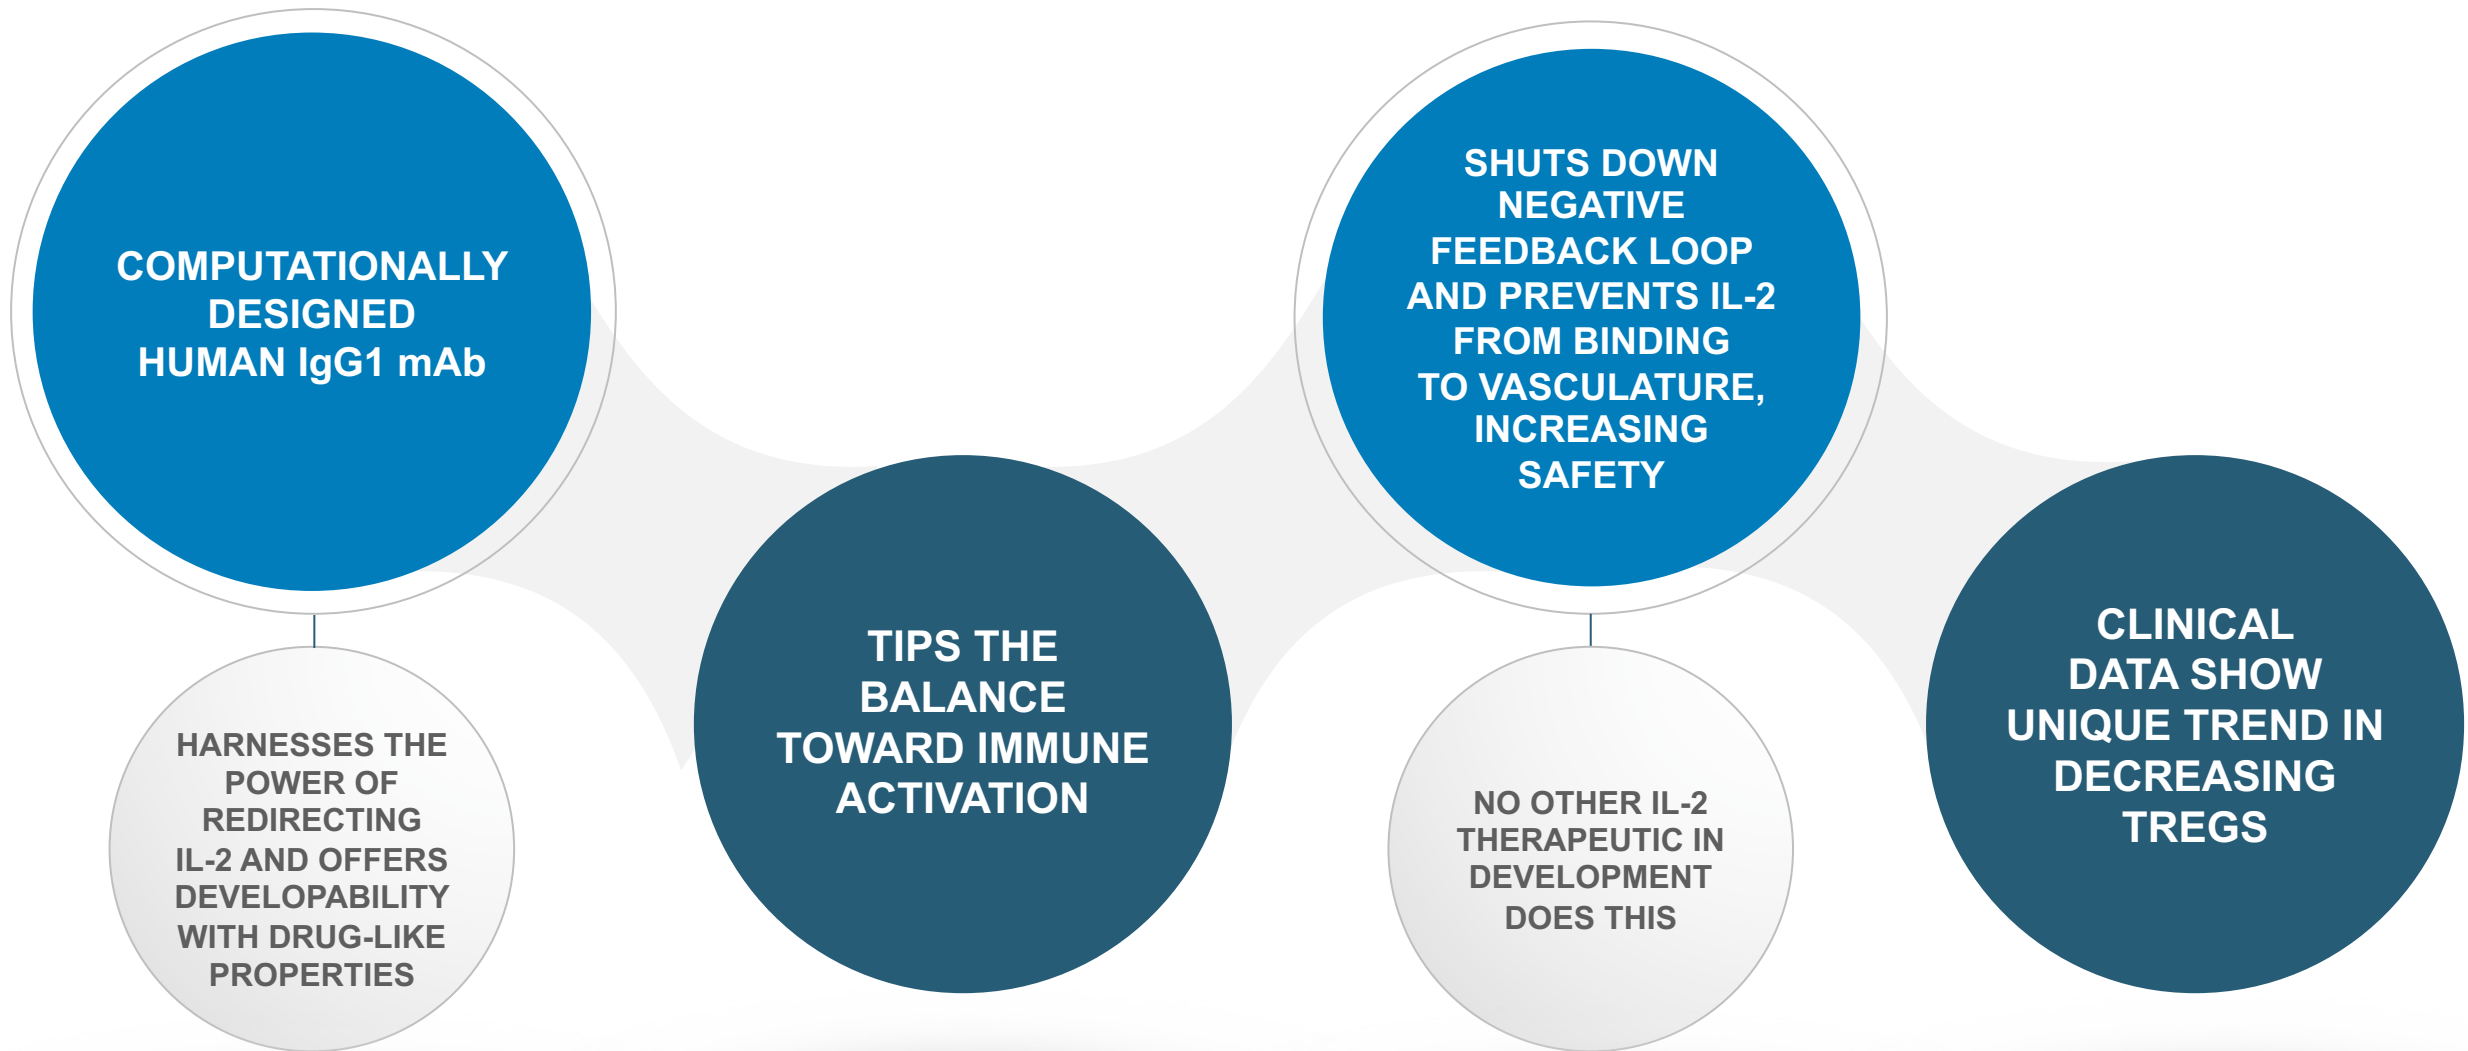 COMPUTATIONALLY
DESIGNED
HUMAN IgG1 mAb
HARNESSES THE
POWER OF
REDIRECTING
IL-2 AND OFFERS
DEVELOPABILITY
WITH DRUG-LIKE
PROPERTIES
TIPS THE
BALANCE
TOWARD IMMUNE
ACTIVATION
SHUTS DOWN
NEGATIVE
FEEDBACK LOOP
AND PREVENTS IL-2
FROM BINDING
TO VASCULATURE,
INCREASING
SAFETY
NO OTHER IL-2
THERAPEUTIC IN
DEVELOPMENT
DOES THIS
CLINICAL
DATA SHOW
UNIQUE TREND IN
DECREASING
TREGS